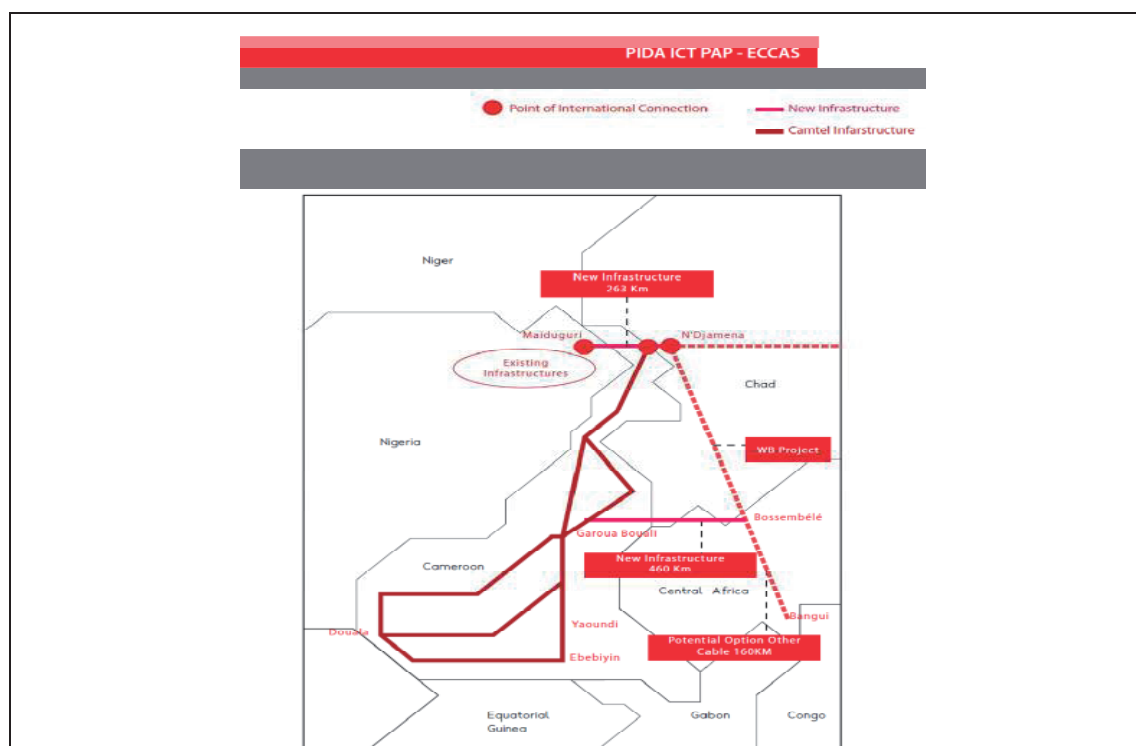 PIDA ICT PAP - ECCAS
Point of International Connection
New Infrastructure
Camtel Infarstructure
Niger
New Infrastructure
263 Km
Maiduguri
N'Djamena
Existing
Infrastructures
Chad
Nigeria
WB Project
Bossembélé
Garoua Bouali
New Infrastructure
460 Km
Cameroon
Central Africa
Bangui
Yaoundi
Douala
Potential Option Other
Cable 160KM
Ebebiyin
Equatorial
Guinea
Gabon
Congo